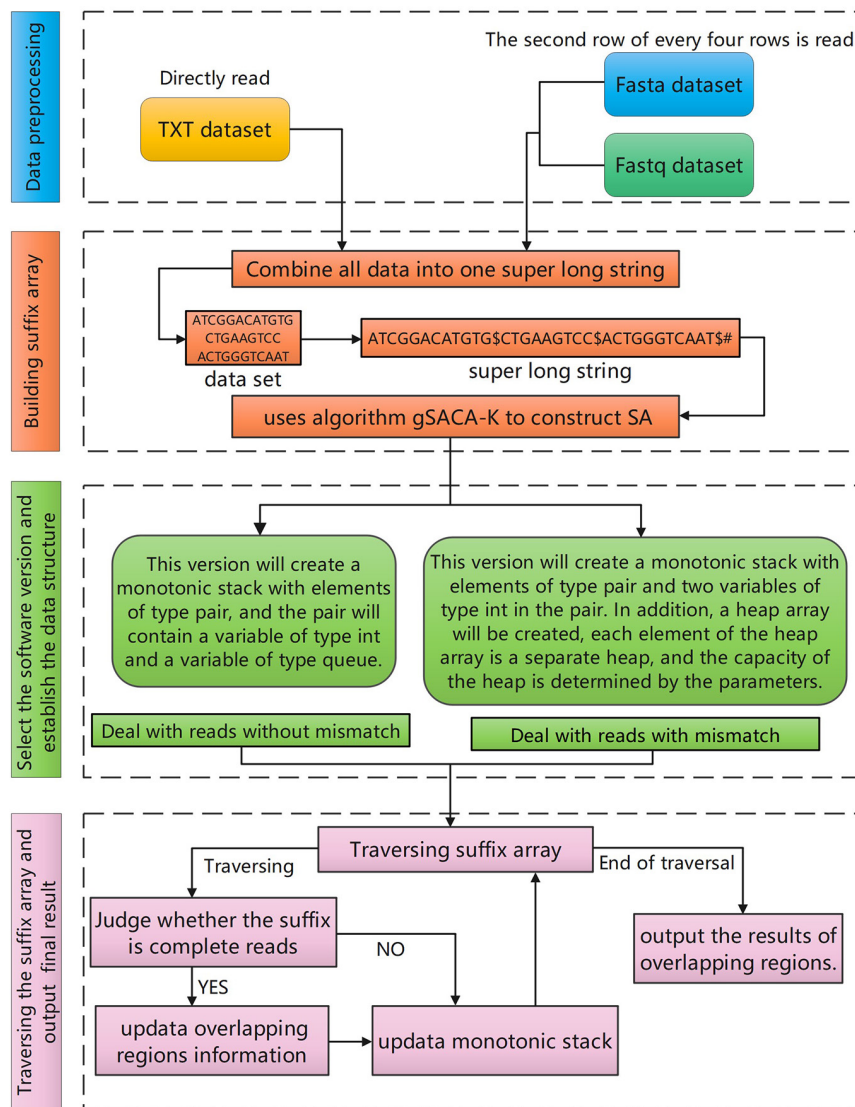 Data preprocessing
The second row of every four rows is read
Directly read
TXT dataset
Fasta dataset
Fastq dataset
Building suffix array
Combine all data into one super long string
ATCGGACATGTG
CTGAAGTCC
ACTGGGTCAAT
data set
ATCGGACATGTG$CTGAAGTCC$ACTGGGTCAAT$#
super long string
uses algorithm gSACA-K to construct SA
Select the software version and
establish the data structure
This version will create a
monotonic stack with elements
of type pair, and the pair will
contain a variable of type int
and a variable of type queue.
This version will create a monotonic stack with
elements of type pair and two variables of
type int in the pair. In addition, a heap array
will be created, each element of the heap
array is a separate heap, and the capacity of
the heap is determined by the parameters.
Deal with reads without mismatch
Deal with reads with mismatch
Traversing the suffix array and
output final result
Traversing suffix array
Traversing
End of traversal
Judge whether the suffix
is complete reads
NO
YES
output the results of
overlapping regions.
updata overlapping
regions information
updata monotonic stack